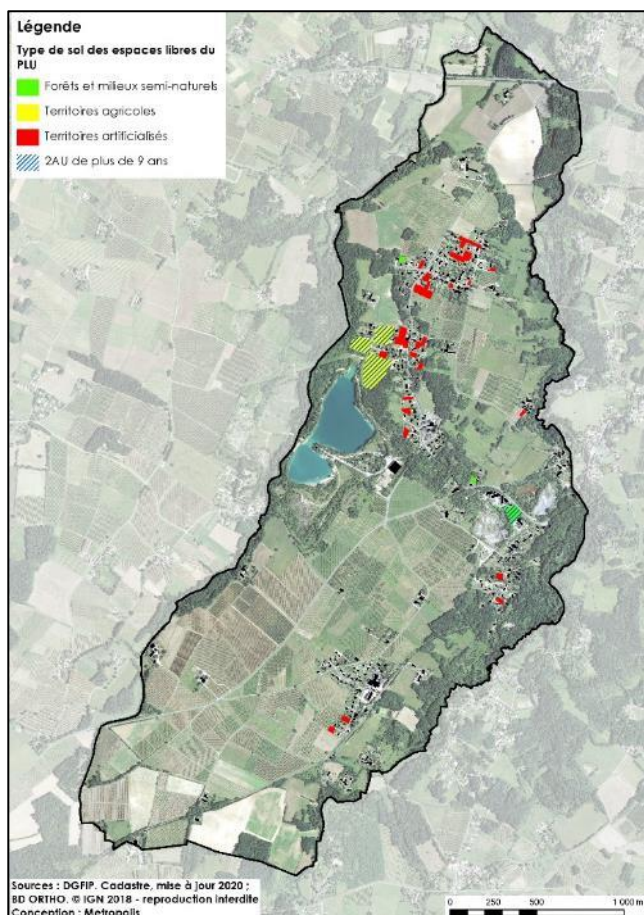 Légende
Type de sol des espaces libres du
PLU
Forêts et milieux semi-naturels
Territoires agricoles
Territoires artificialisés
2AU de plus de 9 ans
Sources : DGFIP. Cadastre, mise à jour 2020 ;
BD ORTHO. © IGN 2018 - reproduction interdite
Conception : Metropolis
0 250 500 1 000 m